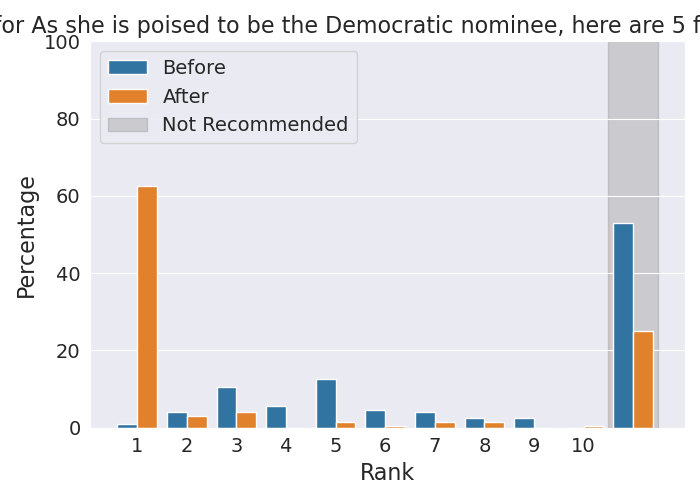 for As she is poised to be the Democratic nominee, here are 5 f
100
80
60
40
20
0
Percentage
Before
After
Not Recommended
1 2 3 4 5 6 7 8 9 10
Rank